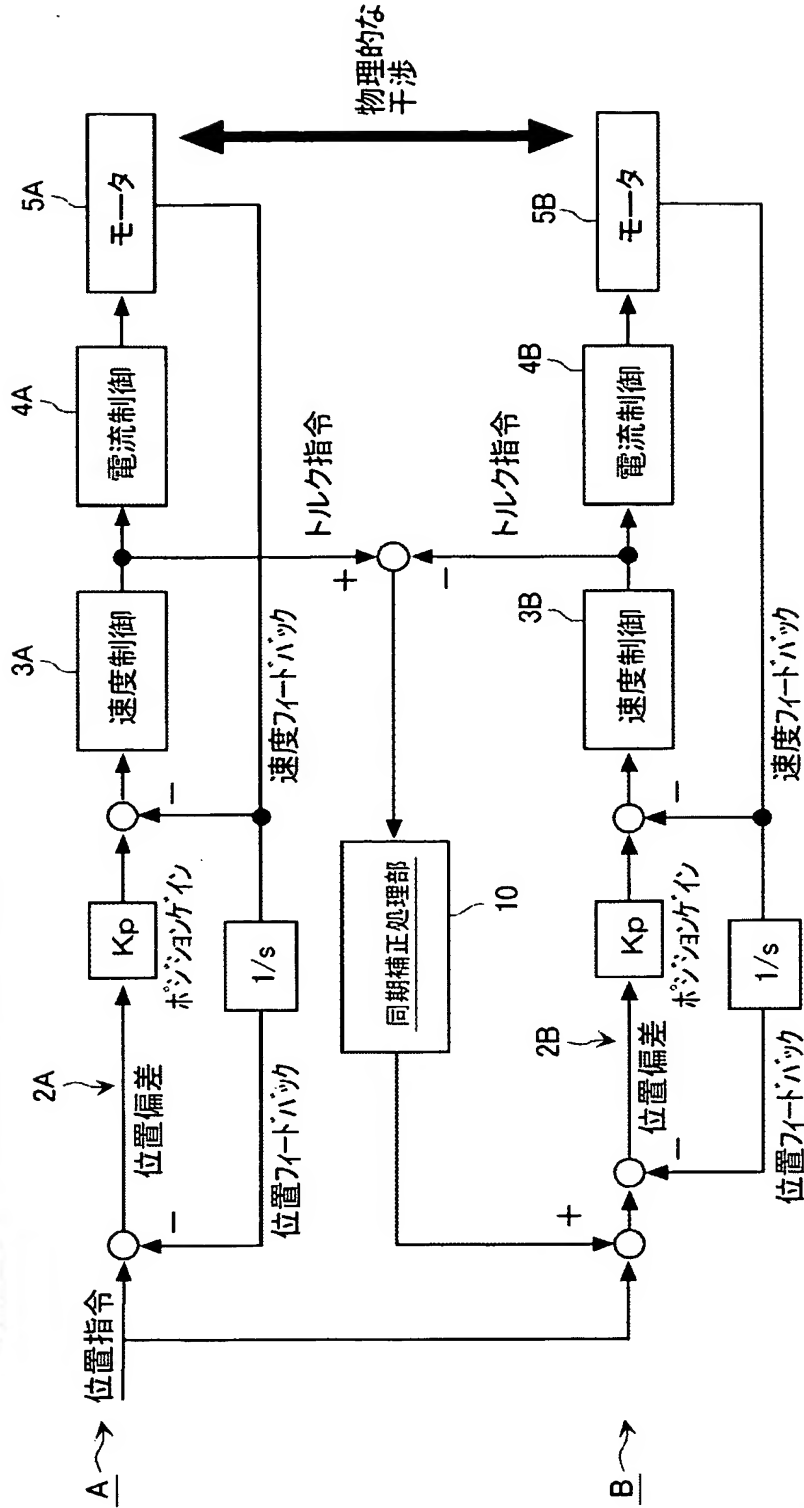 A
位置指令
2A
位置偏差
−
Kp
ポジションゲイン
−
3A
速度制御
4A
電流制御
5A
モータ
1/s
位置フィードバック
速度フィードバック
トルク指令
+
物理的な
干渉
同期補正処理部
10
トルク指令
−
B
+
−
2B
位置偏差
Kp
ポジションゲイン
−
3B
速度制御
4B
電流制御
5B
モータ
1/s
位置フィードバック
速度フィードバック